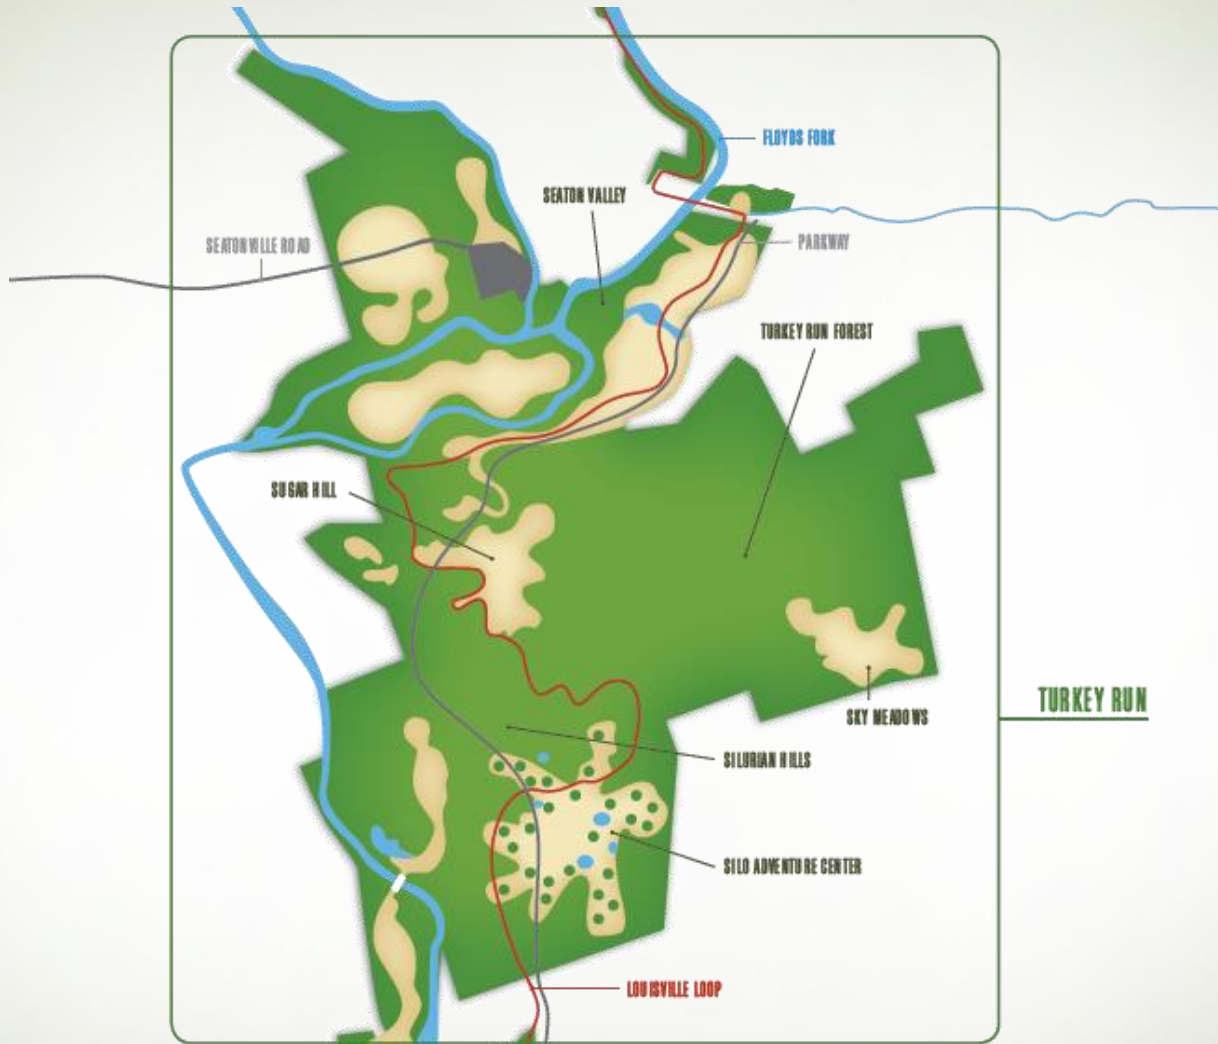 FLOYDS FORK
SEATON VALLEY
SEATONVILLE ROAD
PARKWAY
TURKEY RUN FOREST
SUGAR HILL
TURKEY RUN
SKY MEADOWS
SILURIAN HILLS
SILO ADVENTURE CENTER
LOUISVILLE LOOP